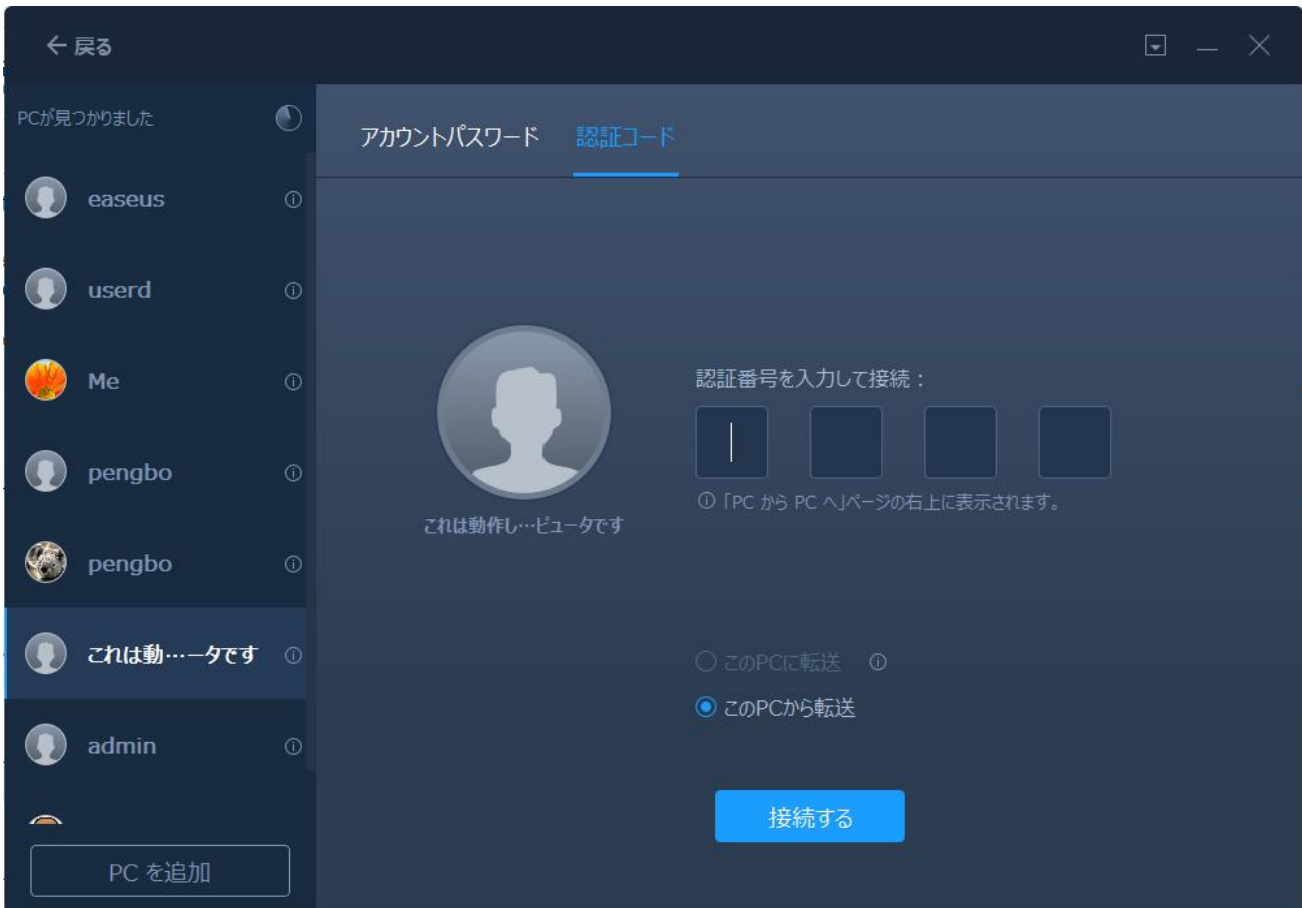 戻る
PCが見つかりました
easeus
userd
Me
pengbo
pengbo
これは動…ータです
admin
PC を追加
アカウントパスワード
認証コード
これは動作し…ピュータです
認証番号を入力して接続：
「PC から PC へ」ページの右上に表示されます。
このPCに転送
このPCから転送
接続する